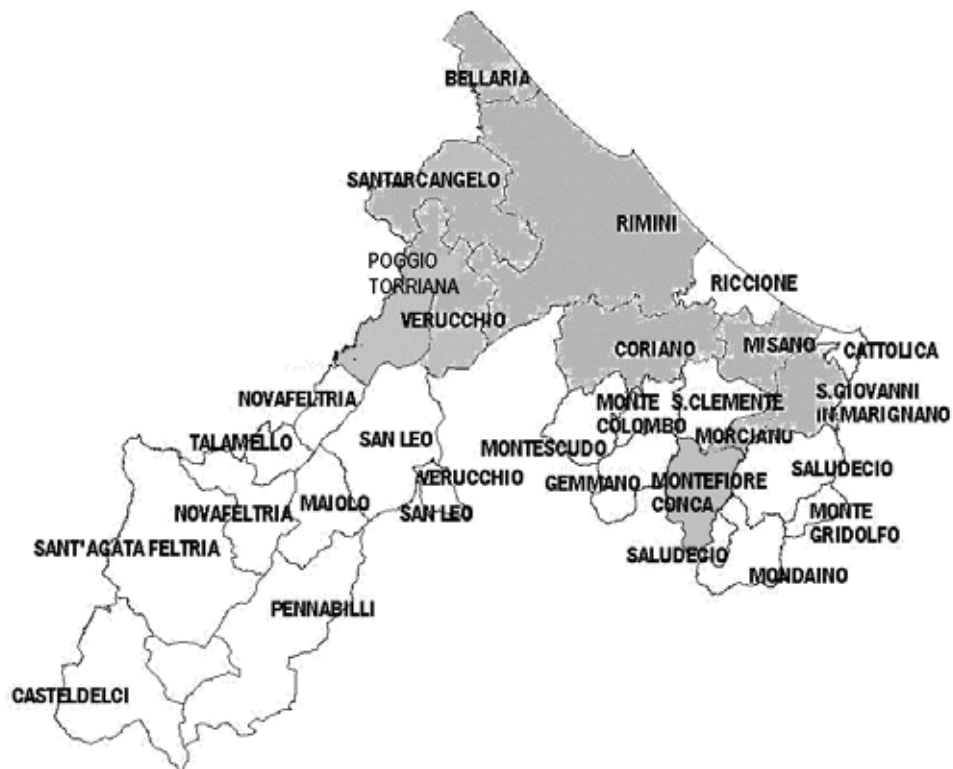 BELLARIA
SANTARCANGELO
RIMINI
POGGIO
TORRIANA
RICCIONE
VERUCCHIO
CORIANO
MISANO
CATTOLICA
NOVAFELTRIA
MONTE
COLOMBO
S.CLEMENTE
S.GIOVANNI
IN MARIGNANO
TALAMELLO
SAN LEO
MONTESCUDO
MORCIANO
VERUCCHIO
GEMMANO
MONTEFIORE
CONCA
SALUDECIO
NOVAFELTRIA
MAIOLO
SAN LEO
MONTE
GRIDOLFO
SANT'AGATA FELTRIA
SALUDECIO
MONDAINO
PENNABILLI
CASTELDELCI